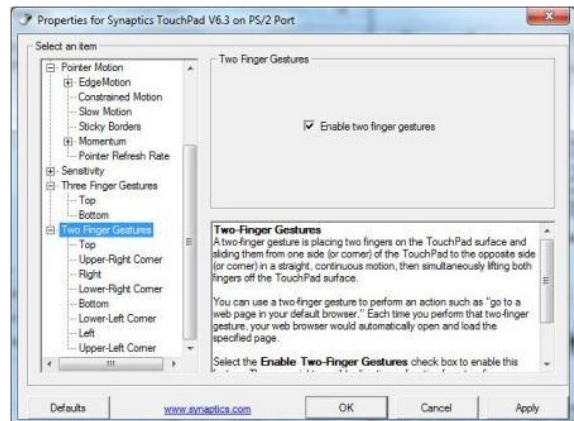 Properties for Synaptics TouchPad V6.3 on PS/2 Port
Select an item
Pointer Motion
EdgeMotion
Constrained Motion
Slow Motion
Sticky Borders
Momentum
Pointer Refresh Rate
Sensitivity
Three Finger Gestures
Top
Bottom
Two Finger Gestures
Top
Upper-Right Corner
Right
Lower-Right Corner
Bottom
Lower-Left Corner
Left
Upper-Left Corner
Two Finger Gestures
Enable two finger gestures
Two-Finger Gestures
A two-finger gesture is placing two fingers on the TouchPad surface and
sliding them from one side (or corner) of the TouchPad to the opposite side
(or corner) in a straight, continuous motion, then simultaneously lifting both
fingers off the TouchPad surface.
You can use a two-finger gesture to perform an action such as "go to a
web page in your default browser." Each time you perform that two-finger
gesture, your web browser would automatically open and load the
specified page.
Select the Enable Two-Finger Gestures check box to enable this
Defaults
www.synaptics.com
OK
Cancel
Apply